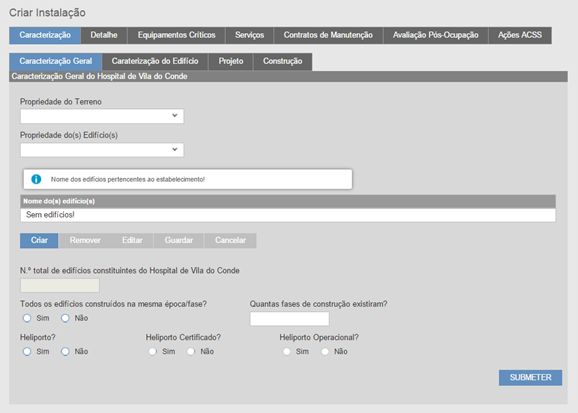 Criar Instalação
Caracterização Detalhe Equipamentos Críticos Serviços Contratos de Manutenção Avaliação Pós-Ocupação Ações ACSS
Caracterização Geral Caraterização do Edifício Projeto Construção
Caracterização Geral do Hospital de Vila do Conde
Propriedade do Terreno
Propriedade do(s) Edifício(s)
Nome dos edifícios pertencentes ao estabelecimento!
Nome do(s) edifício(s)
Sem edifícios!
Criar Remover Editar Guardar Cancelar
N.º total de edifícios constituintes do Hospital de Vila do Conde
Todos os edifícios construídos na mesma época/fase? Quantas fases de construção existiram?
Sim Não
Heliporto? Heliporto Certificado? Heliporto Operacional?
Sim Não Sim Não Sim Não
SUBMETER